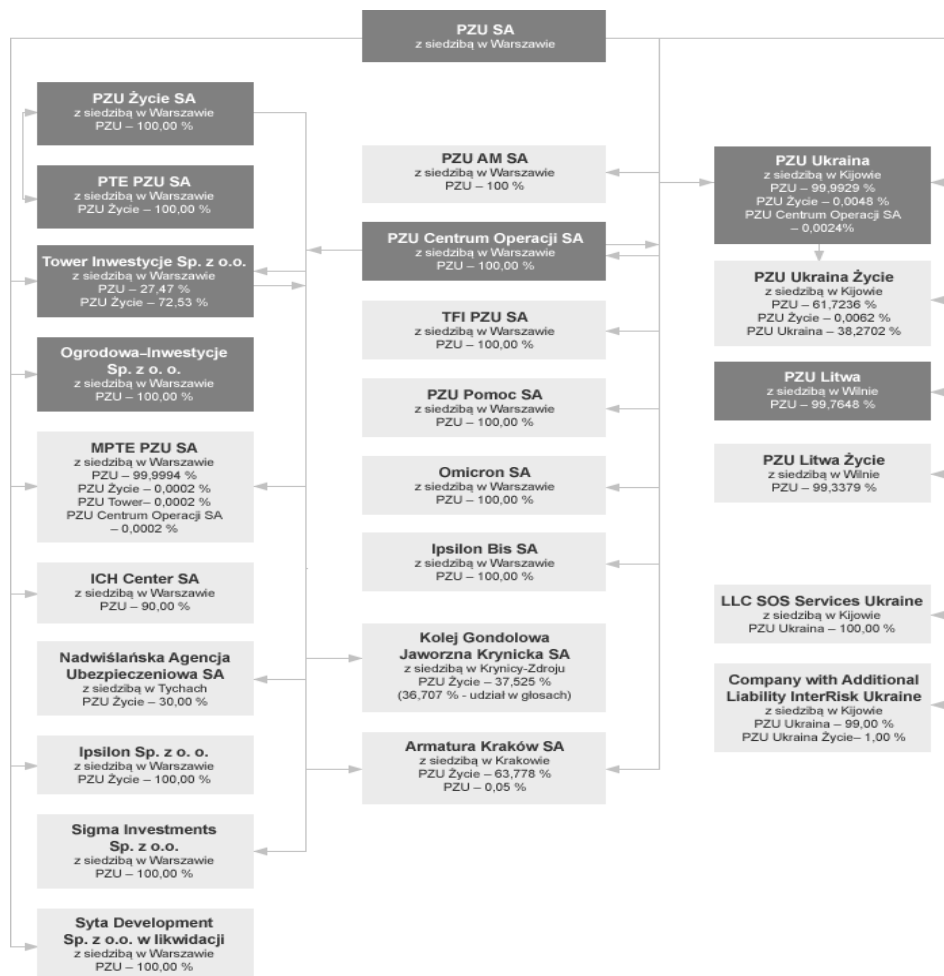 PZU SA
z siedzibą w Warszawie
PZU Życie SA
z siedzibą w Warszawie
PZU – 100,00 %
PTE PZU SA
z siedzibą w Warszawie
PZU Życie – 100,00 %
Tower Inwestycje Sp. z o.o.
z siedzibą w Warszawie
PZU – 27,47 %
PZU Życie – 72,53 %
Ogrodowa–Inwestycje
Sp. z o. o.
z siedzibą w Warszawie
PZU – 100,00 %
MPTE PZU SA
z siedzibą w Warszawie
PZU – 99,9994 %
PZU Życie – 0,0002 %
PZU Tower– 0,0002 %
PZU Centrum Operacji SA
– 0,0002 %
ICH Center SA
z siedzibą w Warszawie
PZU – 90,00 %
Nadwiślańska Agencja
Ubezpieczeniowa SA
z siedzibą w Tychach
PZU Życie – 30,00 %
Ipsilon Sp. z o. o.
z siedzibą w Warszawie
PZU Życie – 100,00 %
Sigma Investments
Sp. z o.o.
z siedzibą w Warszawie
PZU – 100,00 %
Syta Development
Sp. z o.o. w likwidacji
z siedzibą w Warszawie
PZU – 100,00 %
PZU AM SA
z siedzibą w Warszawie
PZU – 100 %
PZU Centrum Operacji SA
z siedzibą w Warszawie
PZU – 100,00 %
TFI PZU SA
z siedzibą w Warszawie
PZU – 100,00 %
PZU Pomoc SA
z siedzibą w Warszawie
PZU – 100,00 %
Omicron SA
z siedzibą w Warszawie
PZU – 100,00 %
Ipsilon Bis SA
z siedzibą w Warszawie
PZU – 100,00 %
Kolej Gondolowa
Jaworzna Krynicka SA
z siedzibą w Krynicy-Zdroju
PZU Życie – 37,525 %
(36,707 % - udział w głosach)
Armatura Kraków SA
z siedzibą w Krakowie
PZU Życie – 63,778 %
PZU – 0,05 %
PZU Ukraina
z siedzibą w Kijowie
PZU – 99,9929 %
PZU Życie – 0,0048 %
PZU Centrum Operacji SA
– 0,0024%
PZU Ukraina Życie
z siedzibą w Kijowie
PZU – 61,7236 %
PZU Życie – 0,0062 %
PZU Ukraina – 38,2702 %
PZU Litwa
z siedzibą w Wilnie
PZU – 99,7648 %
PZU Litwa Życie
z siedzibą w Wilnie
PZU – 99,3379 %
LLC SOS Services Ukraine
z siedzibą w Kijowie
PZU Ukraina – 100,00 %
Company with Additional
Liability InterRisk Ukraine
z siedzibą w Kijowie
PZU Ukraina – 99,00 %
PZU Ukraina Życie– 1,00 %